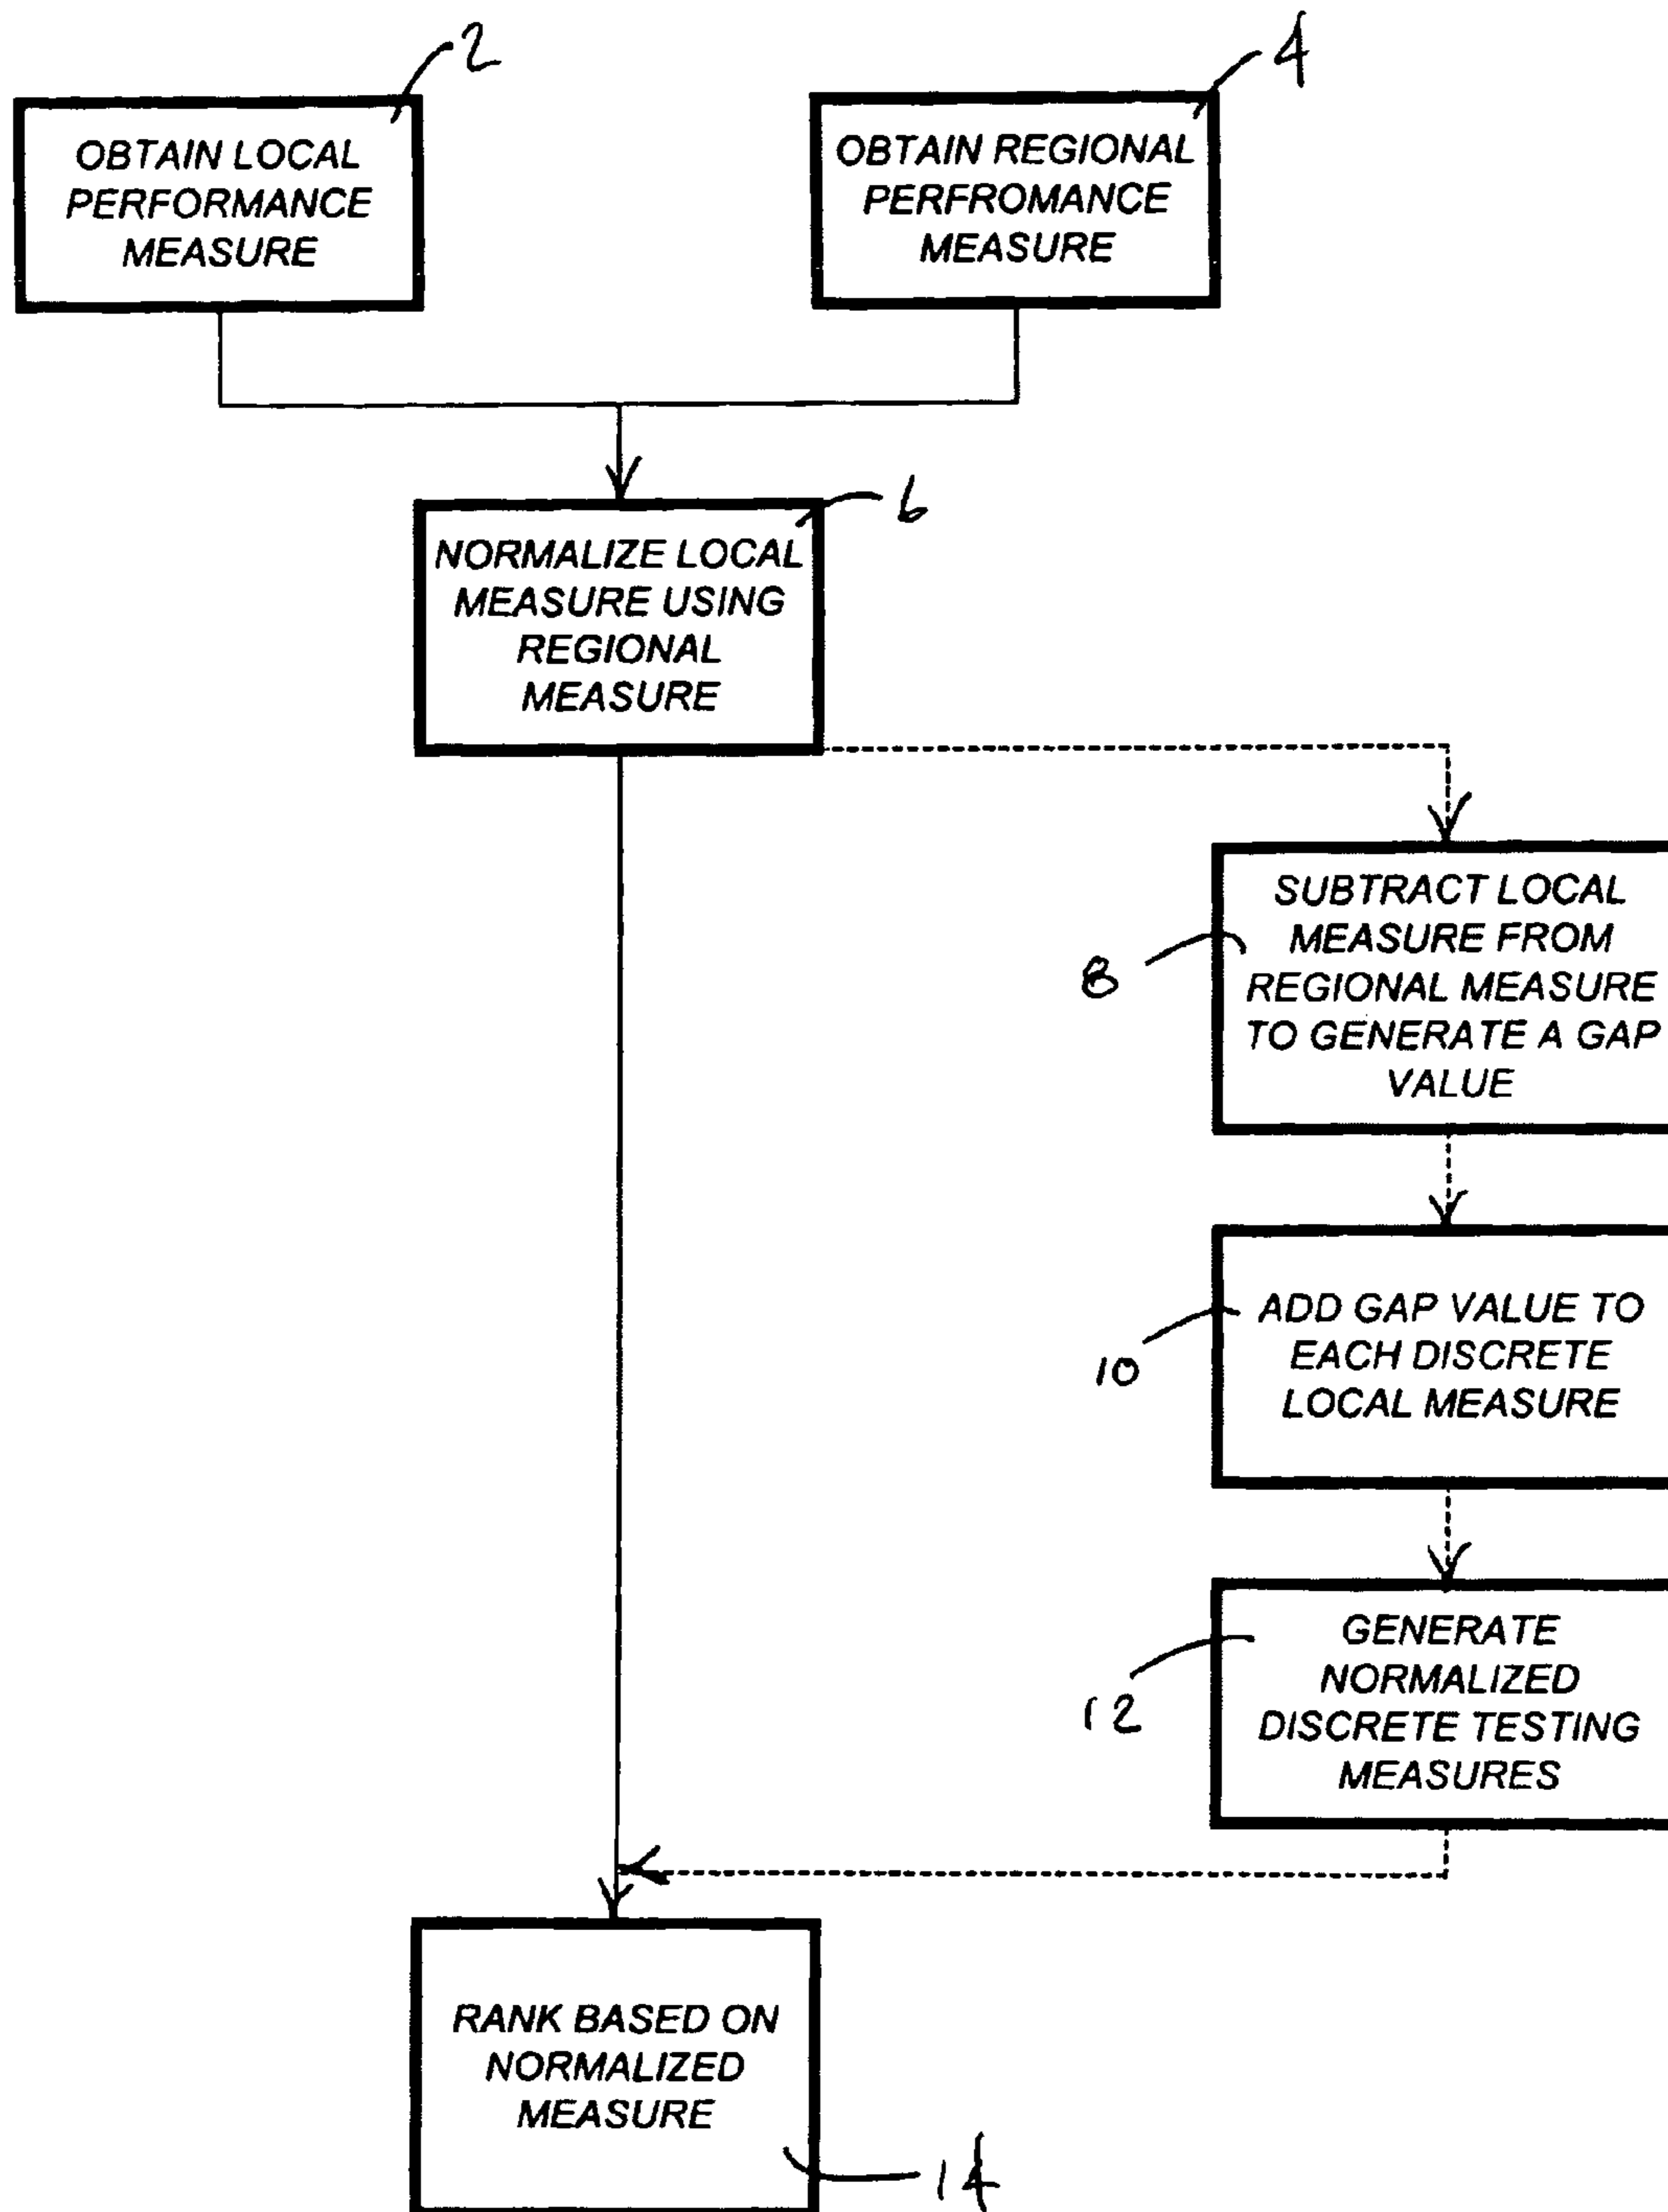 2
4
OBTAIN LOCAL
PERFORMANCE
MEASURE
OBTAIN REGIONAL
PERFROMANCE
MEASURE
6
NORMALIZE LOCAL
MEASURE USING
REGIONAL
MEASURE
8
SUBTRACT LOCAL
MEASURE FROM
REGIONAL MEASURE
TO GENERATE A GAP
VALUE
10
ADD GAP VALUE TO
EACH DISCRETE
LOCAL MEASURE
12
GENERATE
NORMALIZED
DISCRETE TESTING
MEASURES
RANK BASED ON
NORMALIZED
MEASURE
14